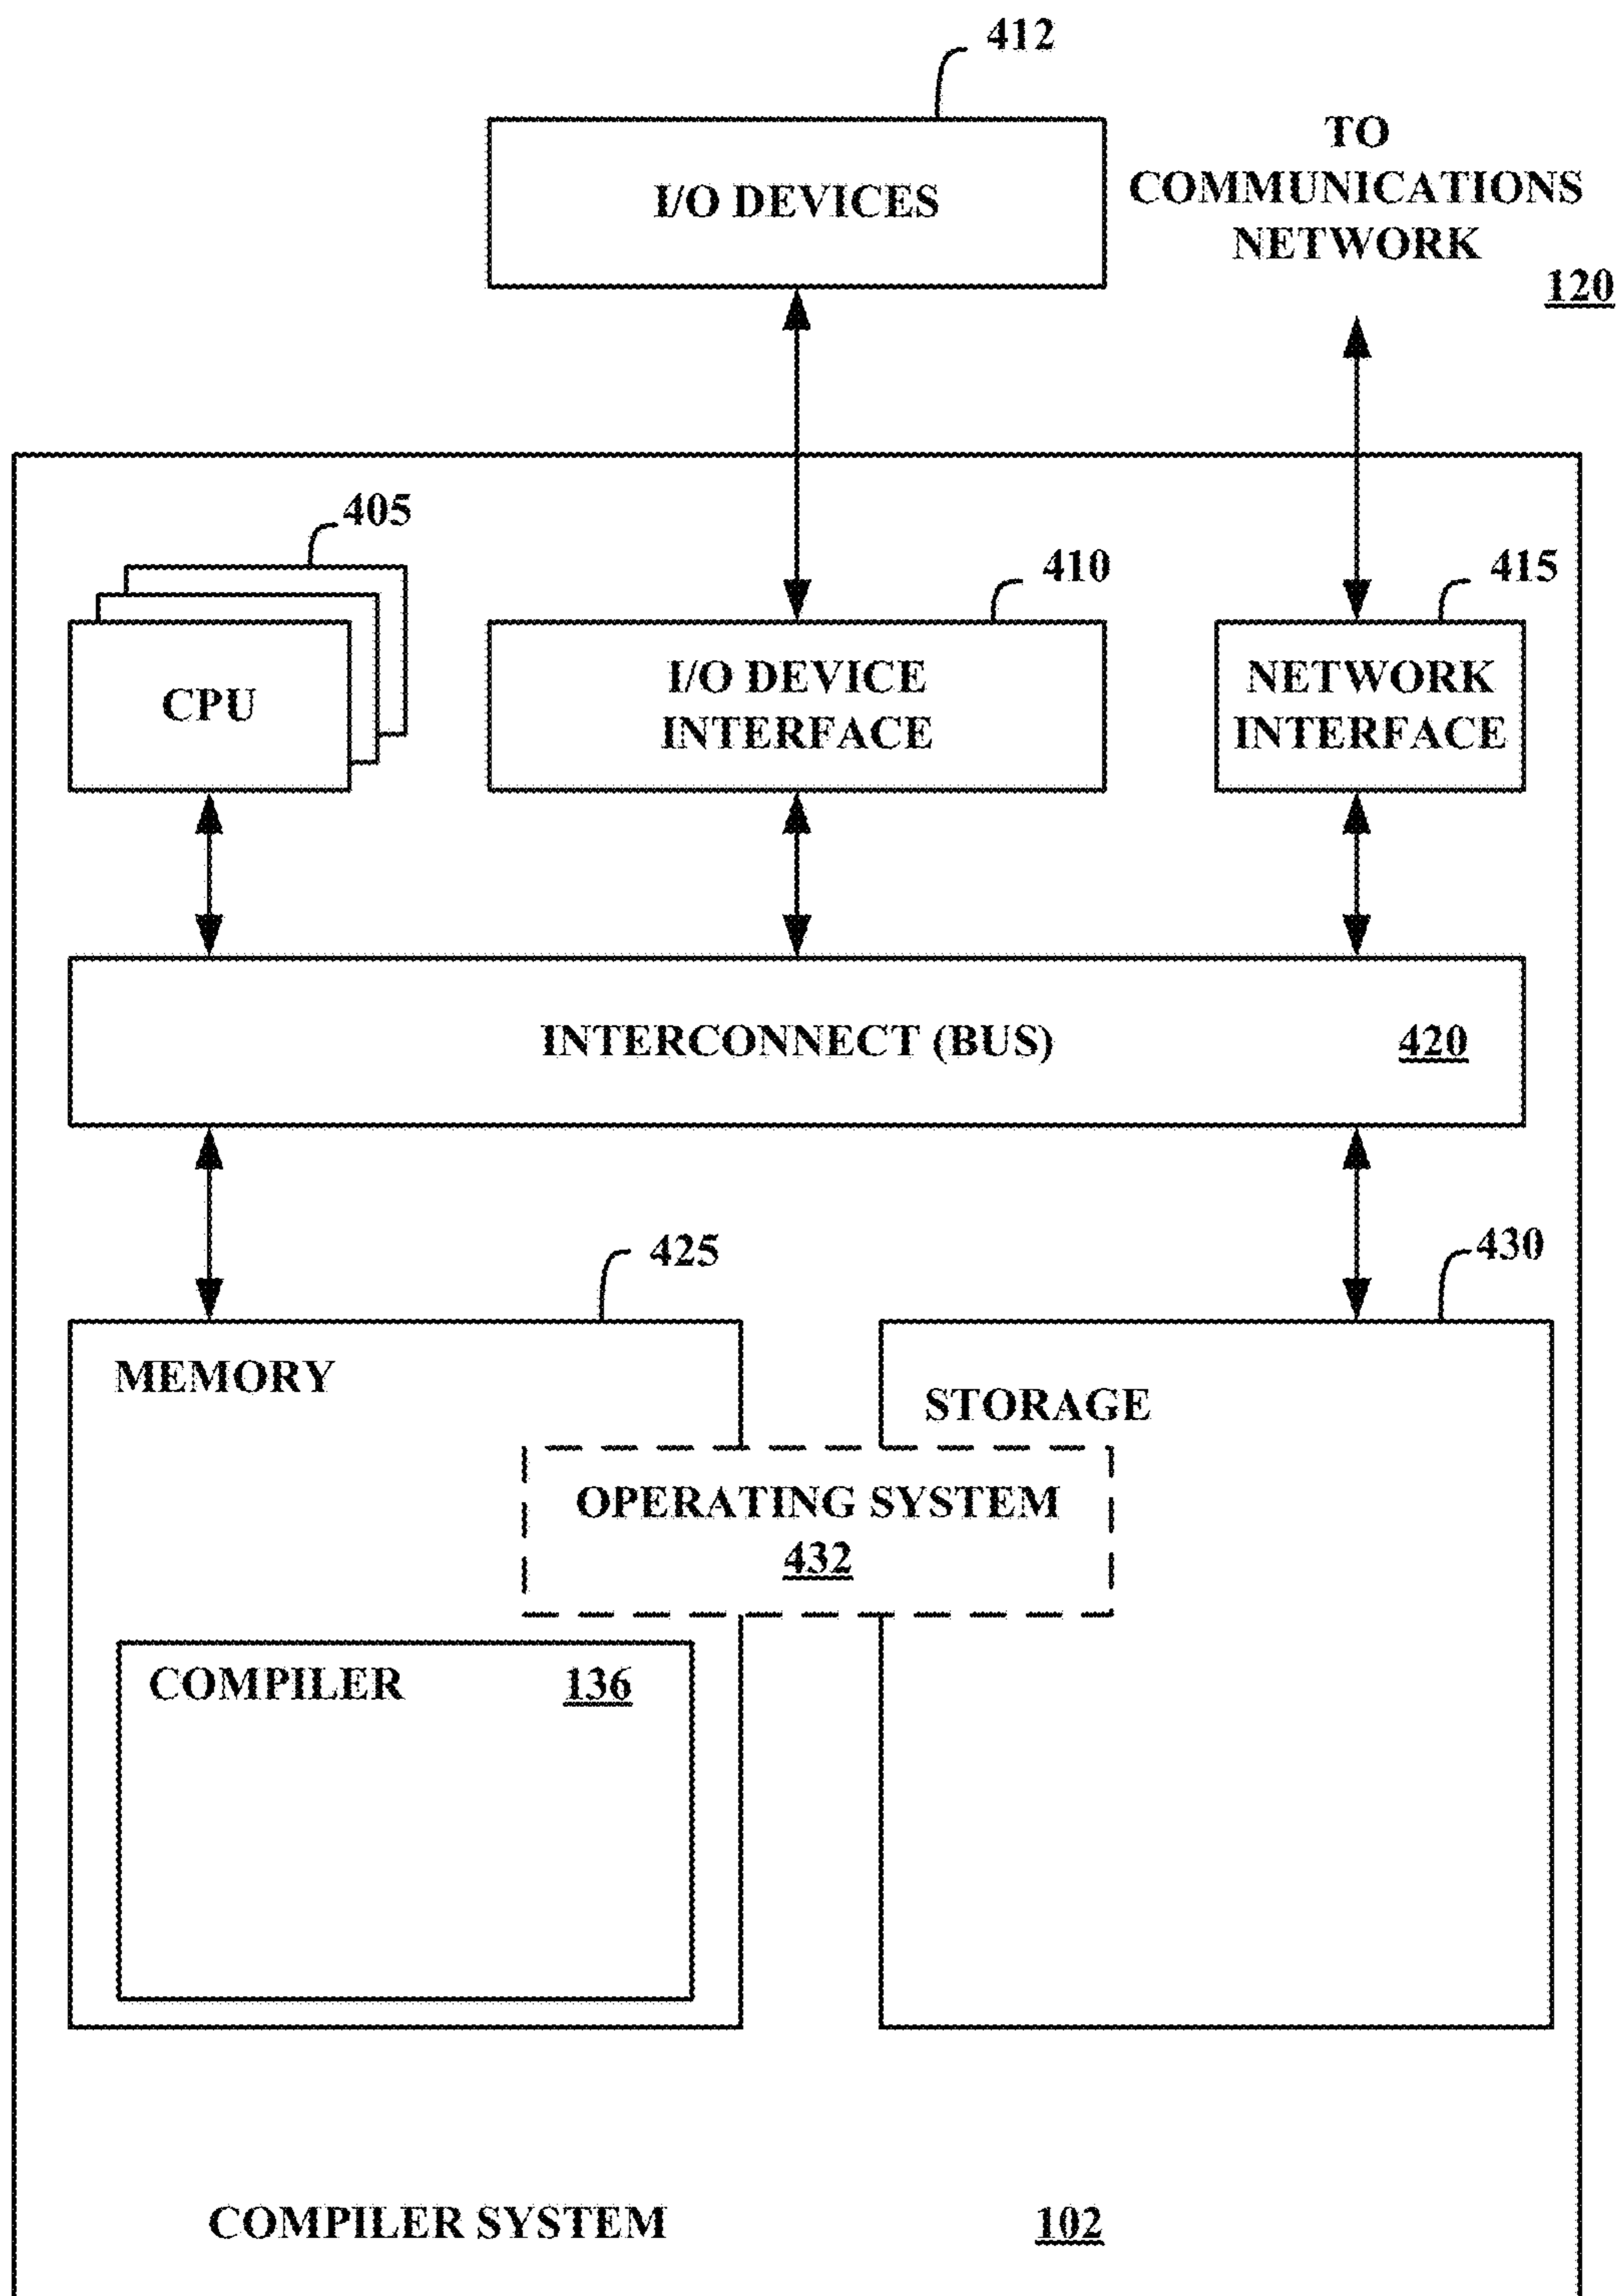 412
I/O DEVICES
TO
COMMUNICATIONS
NETWORK
120
405
CPU
410
I/O DEVICE
INTERFACE
415
NETWORK
INTERFACE
INTERCONNECT (BUS) 420
425
MEMORY
430
STORAGE
OPERATING SYSTEM
432
COMPILER 136
COMPILER SYSTEM 102